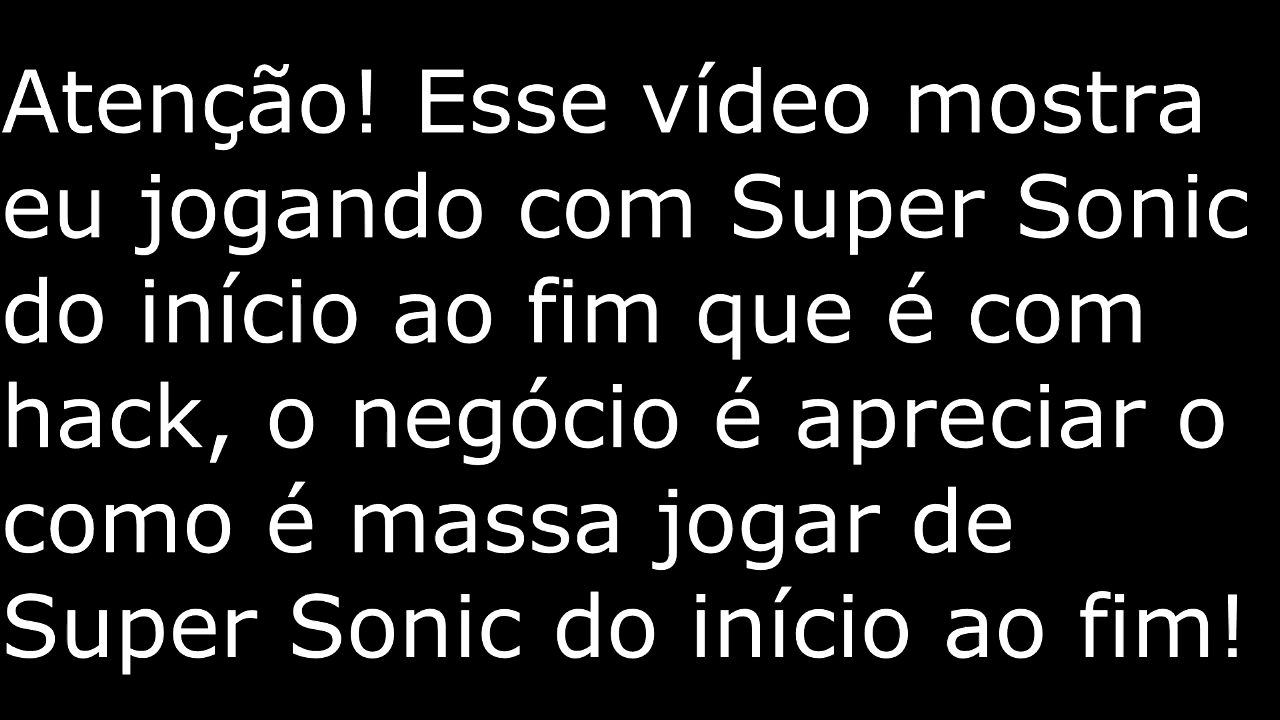 Atenção! Esse vídeo mostra
eu jogando com Super Sonic
do início ao fim que é com
hack, o negócio é apreciar o
como é massa jogar de
Super Sonic do início ao fim!